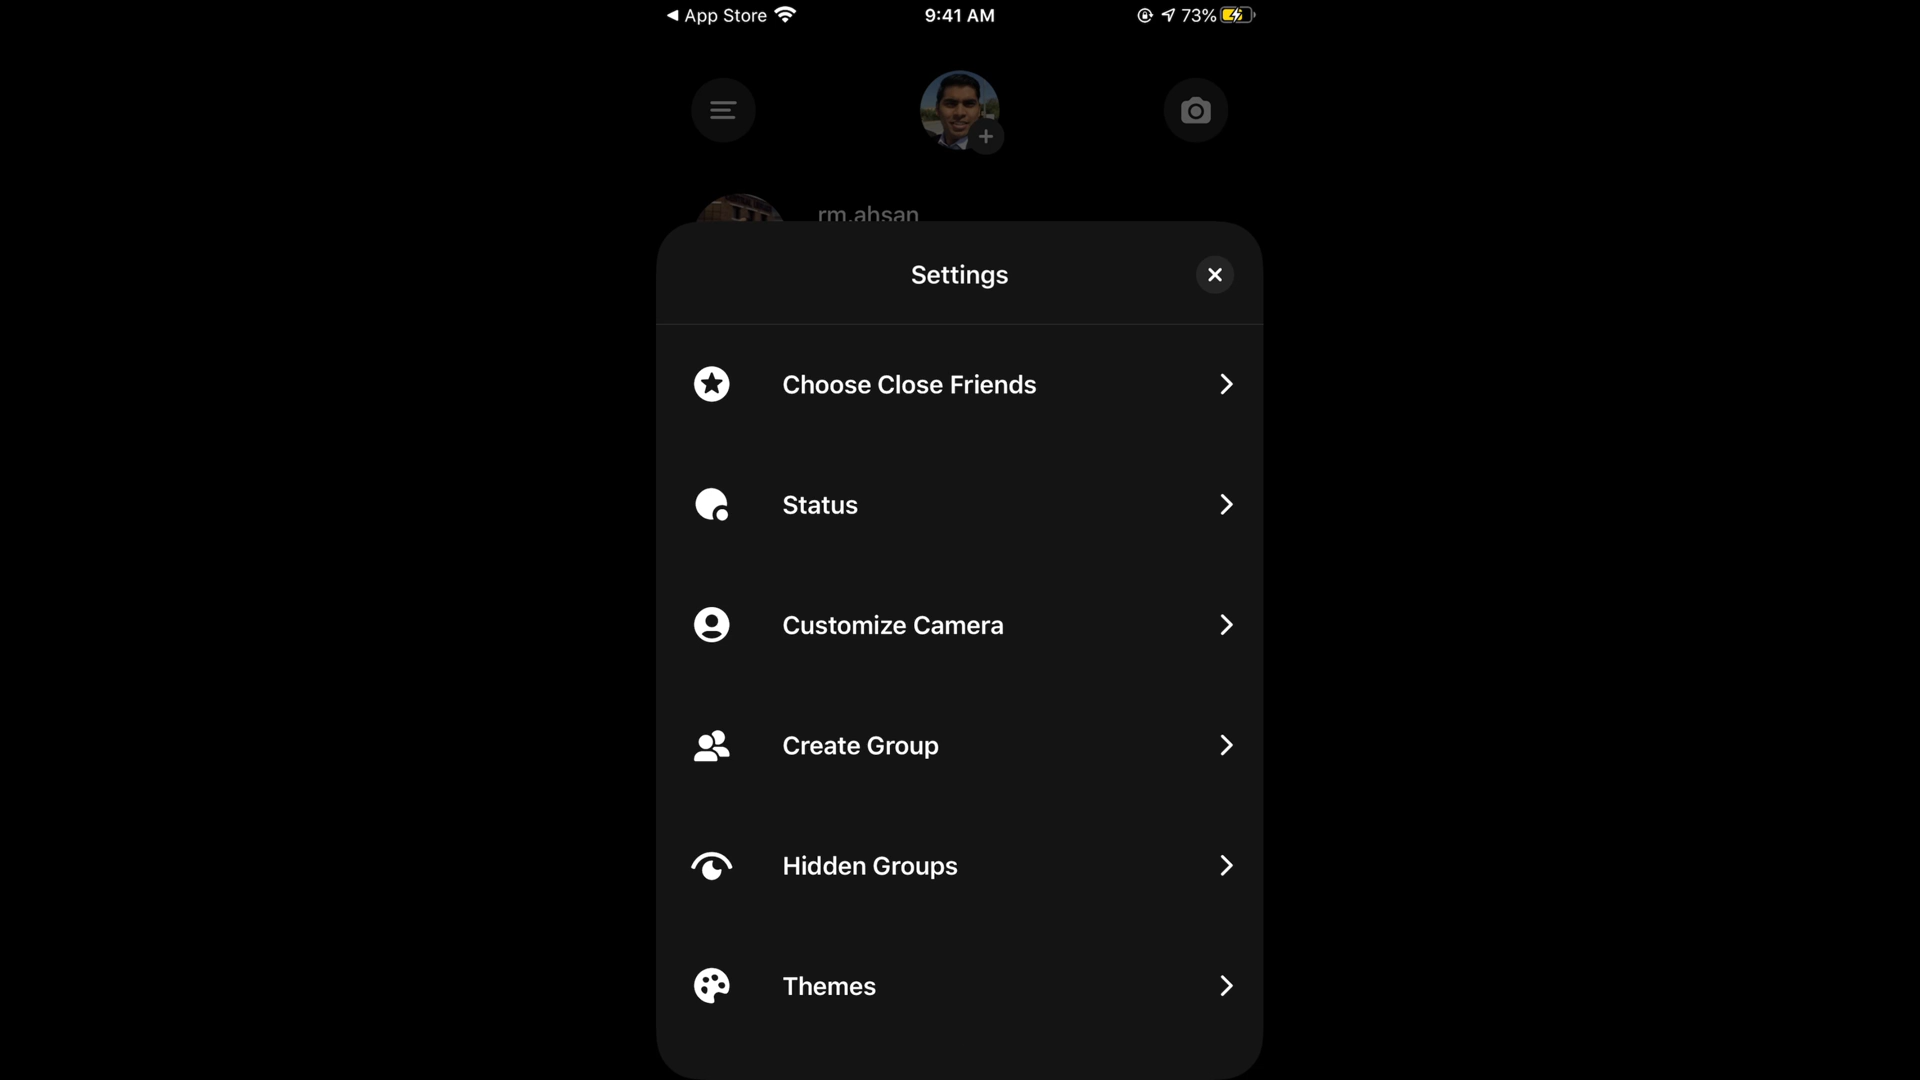 App Store 9:41 AM 73%
rm.ahsan
Settings
Choose Close Friends
Status
Customize Camera
Create Group
Hidden Groups
Themes